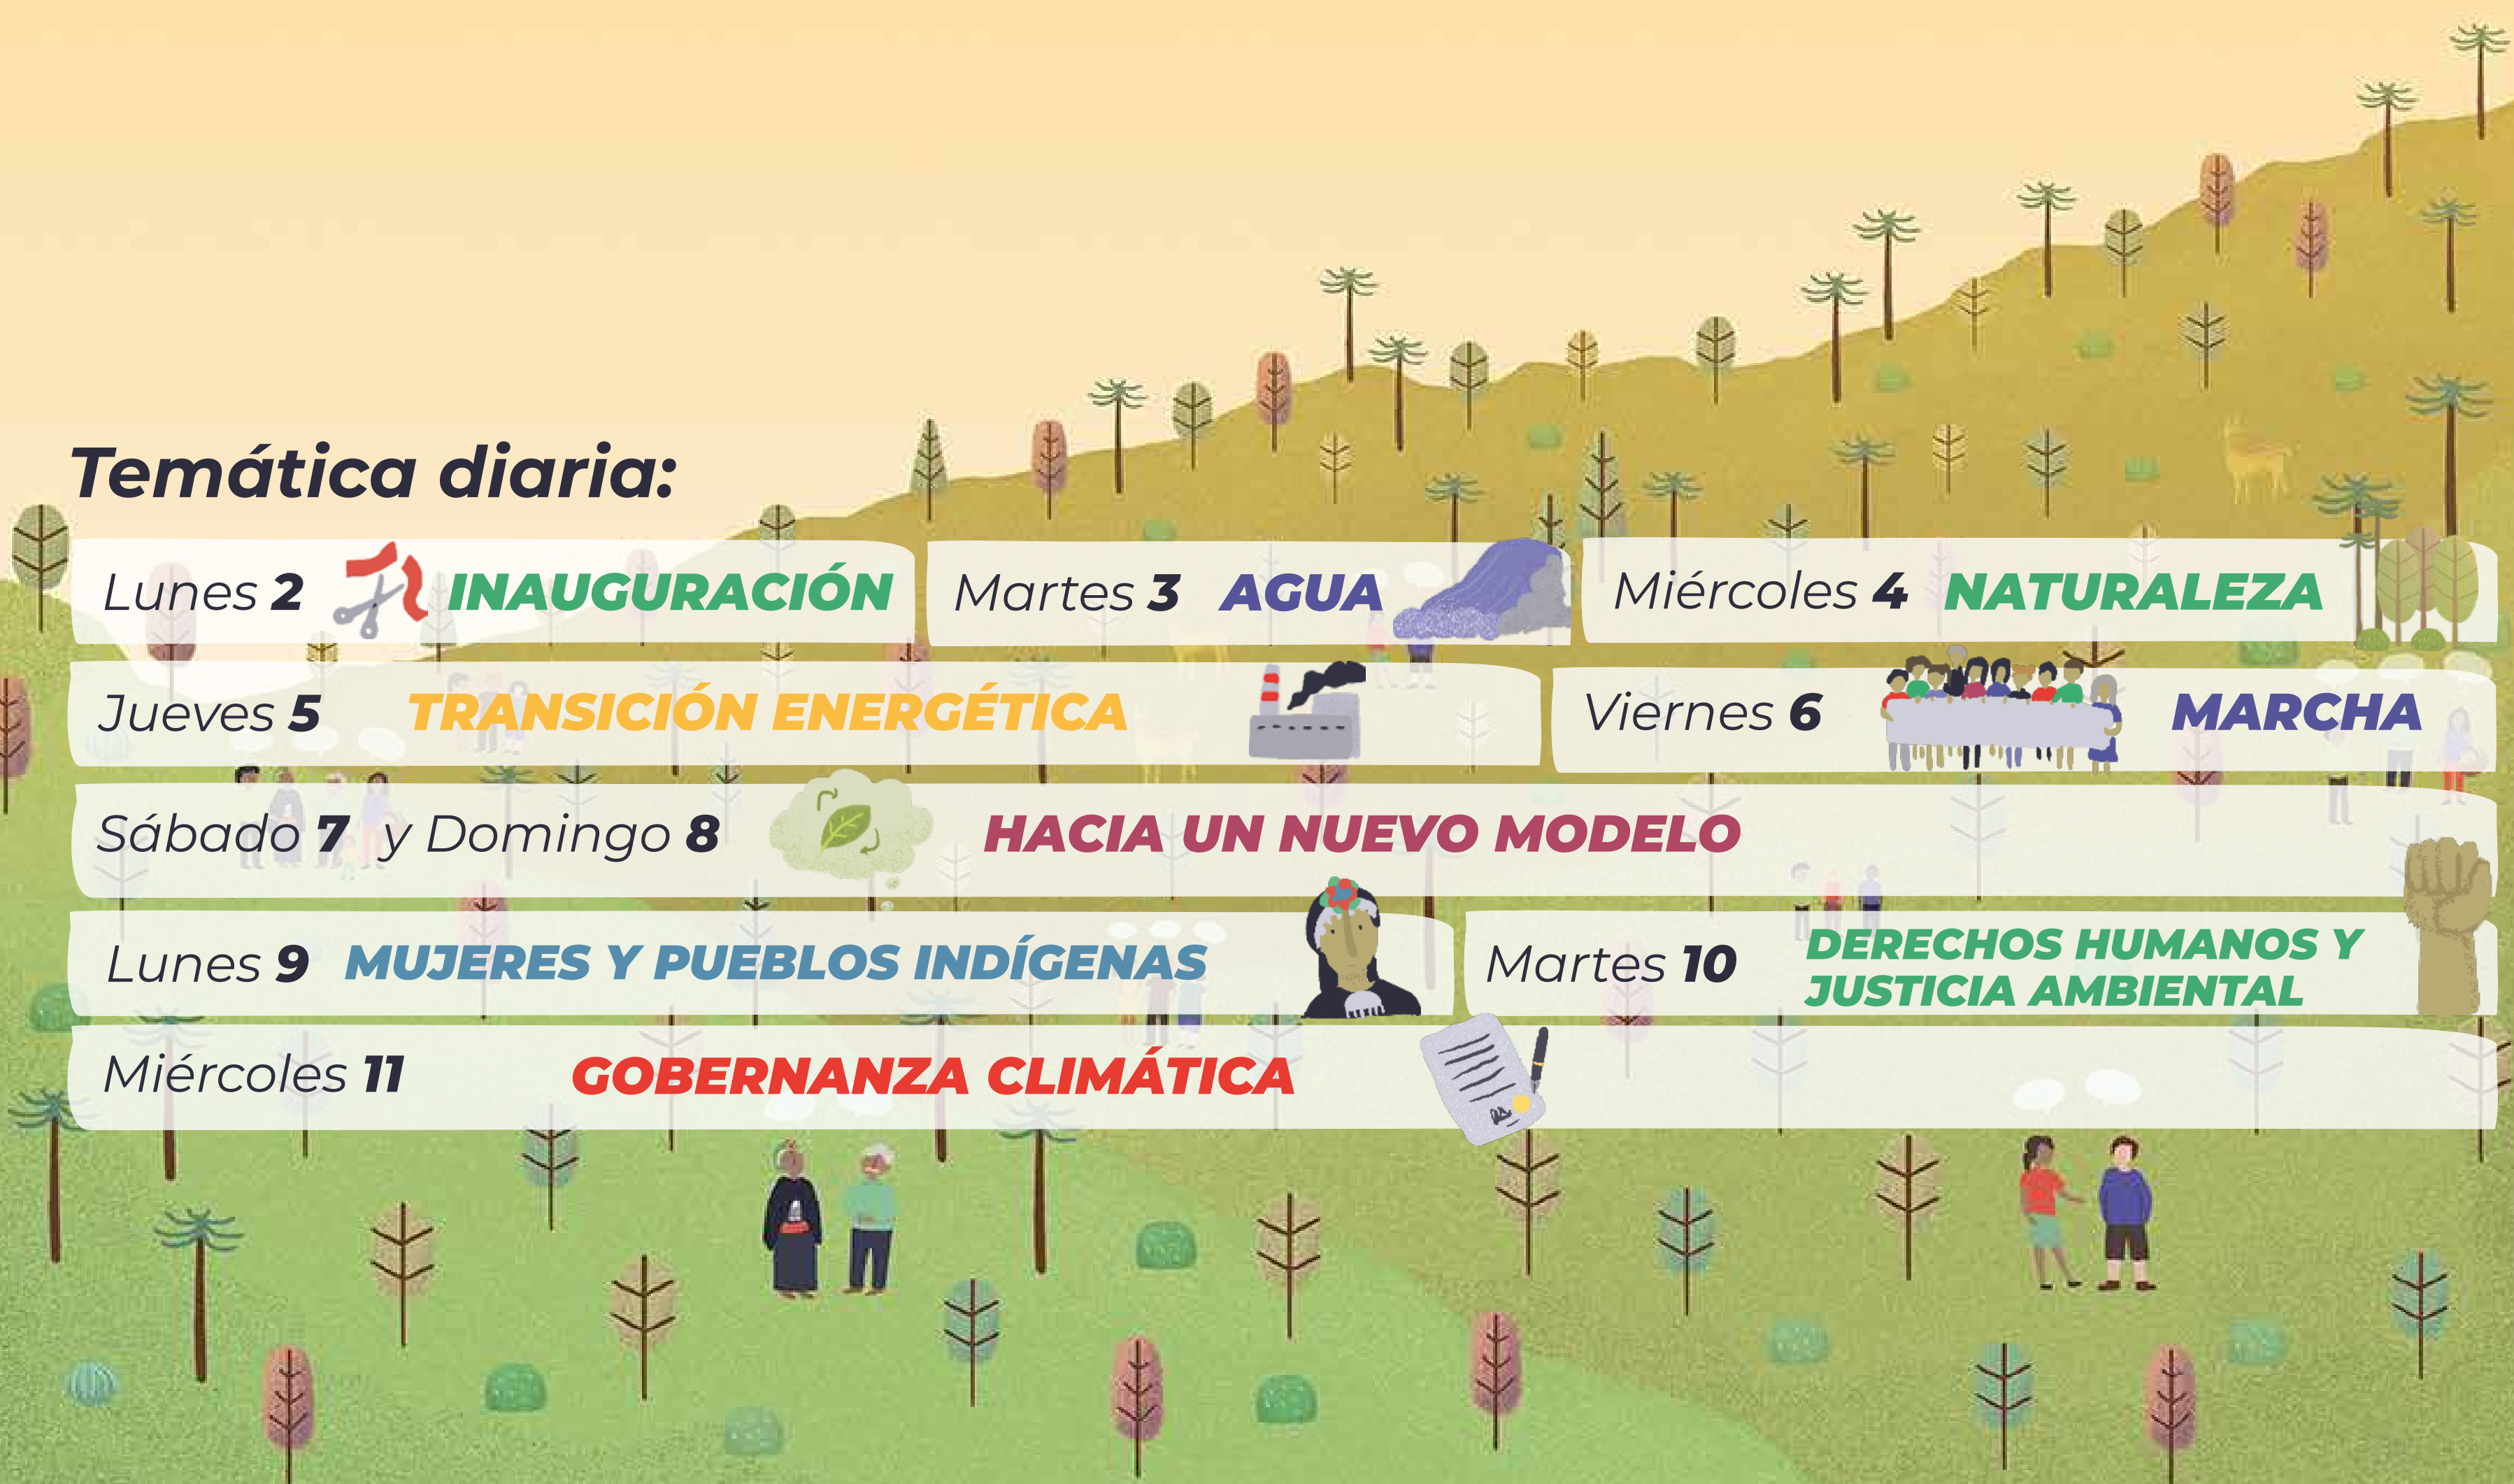 Temática diaria:
Lunes 2 INAUGURACIÓN
Martes 3 AGUA
Miércoles 4 NATURALEZA
Jueves 5 TRANSICIÓN ENERGÉTICA
Viernes 6 MARCHA
Sábado 7 y Domingo 8 HACIA UN NUEVO MODELO
Lunes 9 MUJERES Y PUEBLOS INDÍGENAS
Martes 10 DERECHOS HUMANOS Y
JUSTICIA AMBIENTAL
Miércoles 11 GOBERNANZA CLIMÁTICA